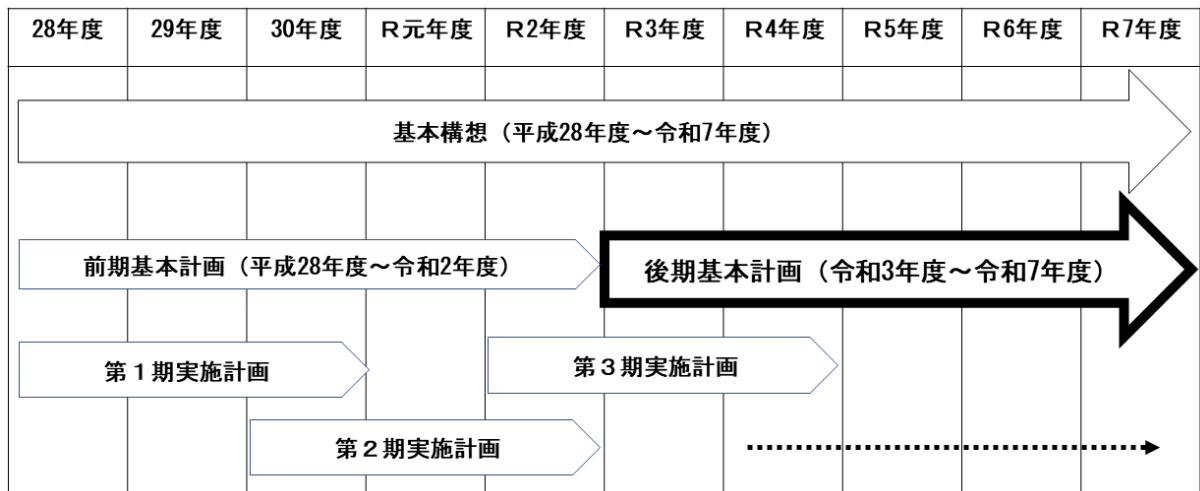 28年度 29年度 30年度 R元年度 R2年度 R3年度 R4年度 R5年度 R6年度 R7年度
基本構想（平成28年度～令和7年度）
前期基本計画（平成28年度～令和2年度）
後期基本計画（令和3年度～令和7年度）
第１期実施計画
第３期実施計画
第２期実施計画